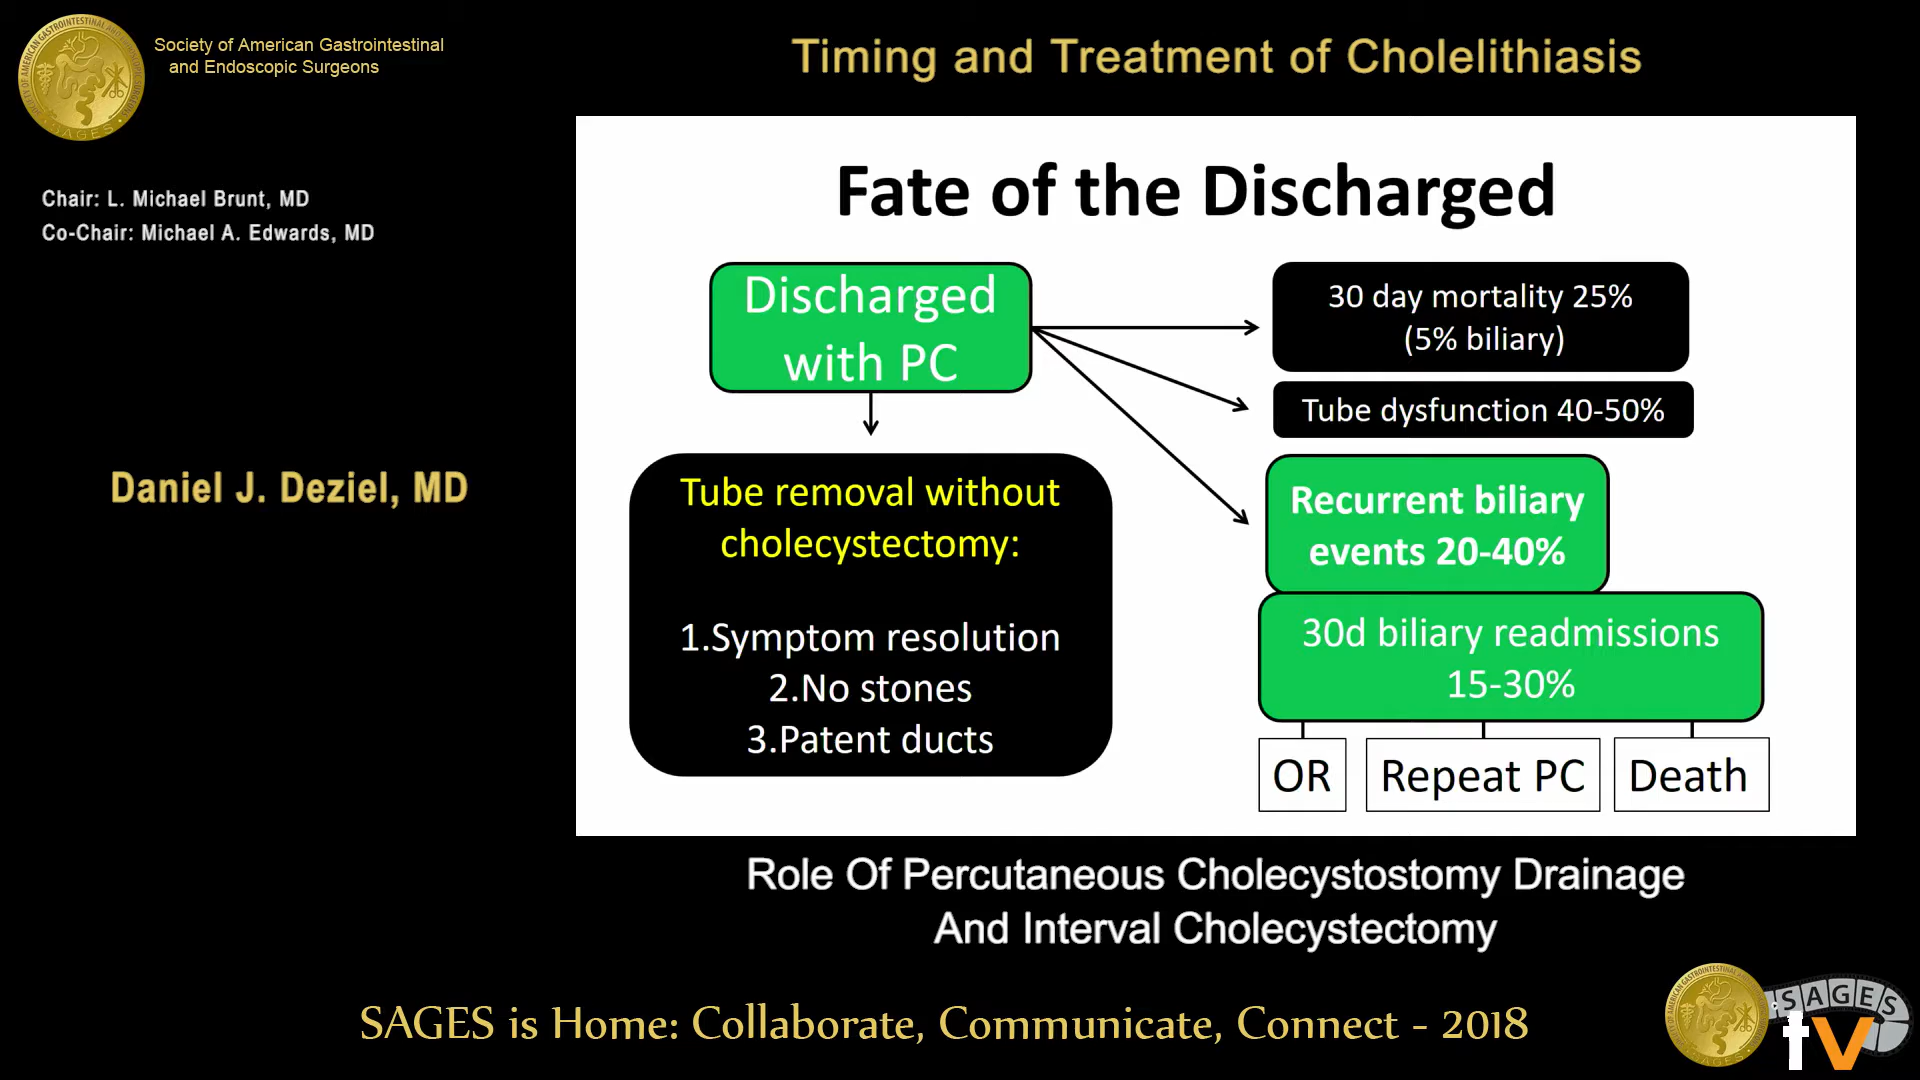 Society of American Gastrointestinal
and Endoscopic Surgeons
Timing and Treatment of Cholelithiasis
Chair: L. Michael Brunt, MD
Co-Chair: Michael A. Edwards, MD
Daniel J. Deziel, MD
Fate of the Discharged
Discharged
with PC
30 day mortality 25%
(5% biliary)
Tube dysfunction 40-50%
Recurrent biliary
events 20-40%
30d biliary readmissions
15-30%
OR
Repeat PC
Death
Tube removal without
cholecystectomy:
1.Symptom resolution
2.No stones
3.Patent ducts
Role Of Percutaneous Cholecystostomy Drainage
And Interval Cholecystectomy
SAGES is Home: Collaborate, Communicate, Connect - 2018
SAGES
tv